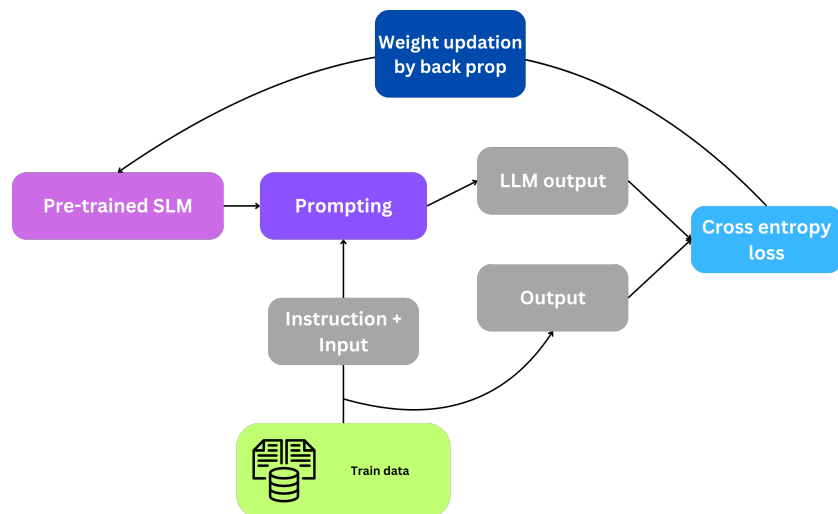 Weight updation
by back prop
Pre-trained SLM
Prompting
LLM output
Cross entropy
loss
Output
Instruction +
Input
Train data